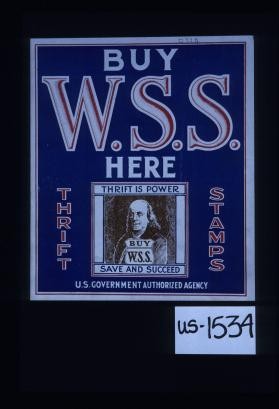 BUY
W.S.S.
HERE
THRIFT
THRIFT IS POWER
BUY
W.S.S.
SAVE AND SUCCEED
STAMPS
U.S. GOVERNMENT AUTHORIZED AGENCY
us-1534